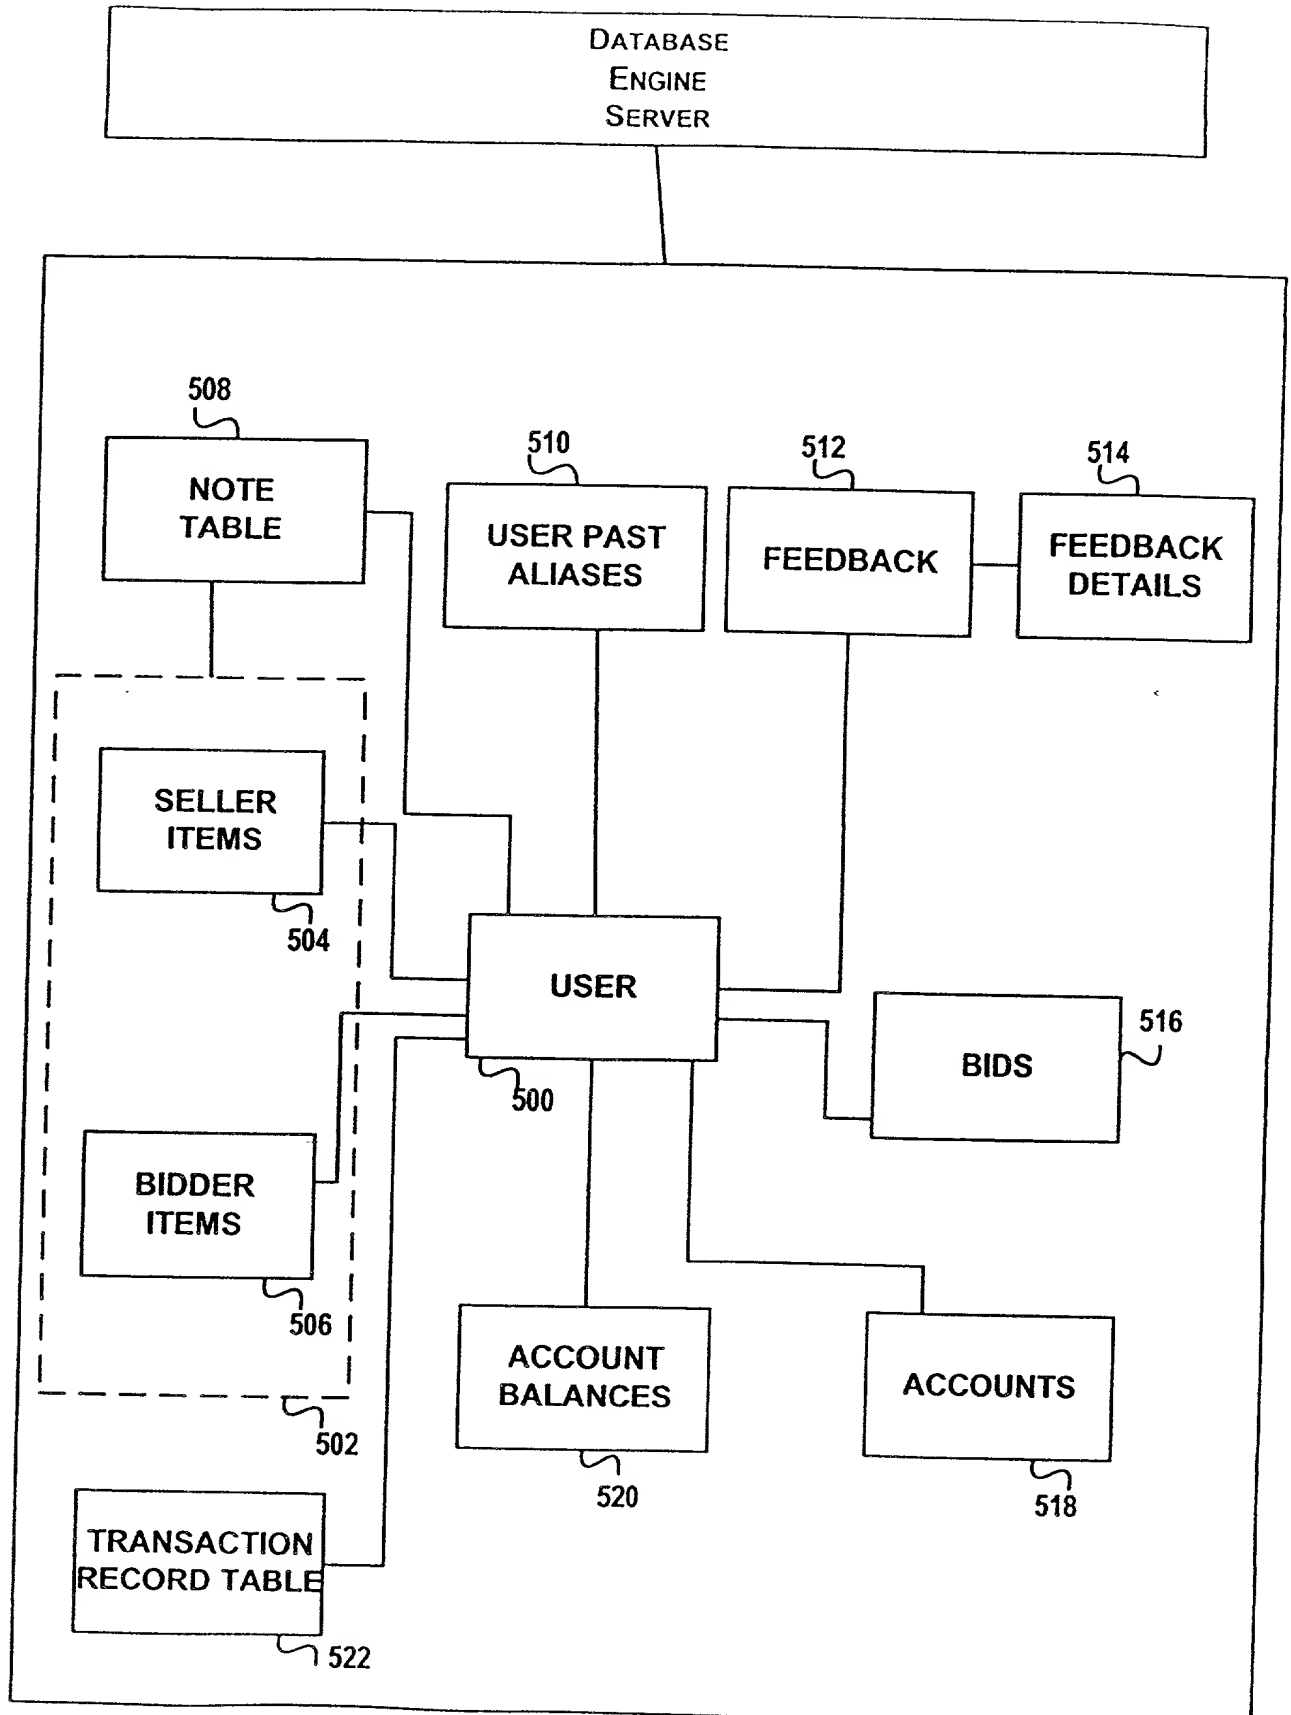 DATABASE
ENGINE
SERVER
508
NOTE
TABLE
510
USER PAST
ALIASES
512
FEEDBACK
514
FEEDBACK
DETAILS
SELLER
ITEMS
504
USER
500
BIDS
516
BIDDER
ITEMS
506
502
ACCOUNT
BALANCES
520
ACCOUNTS
518
TRANSACTION
RECORD TABLE
522